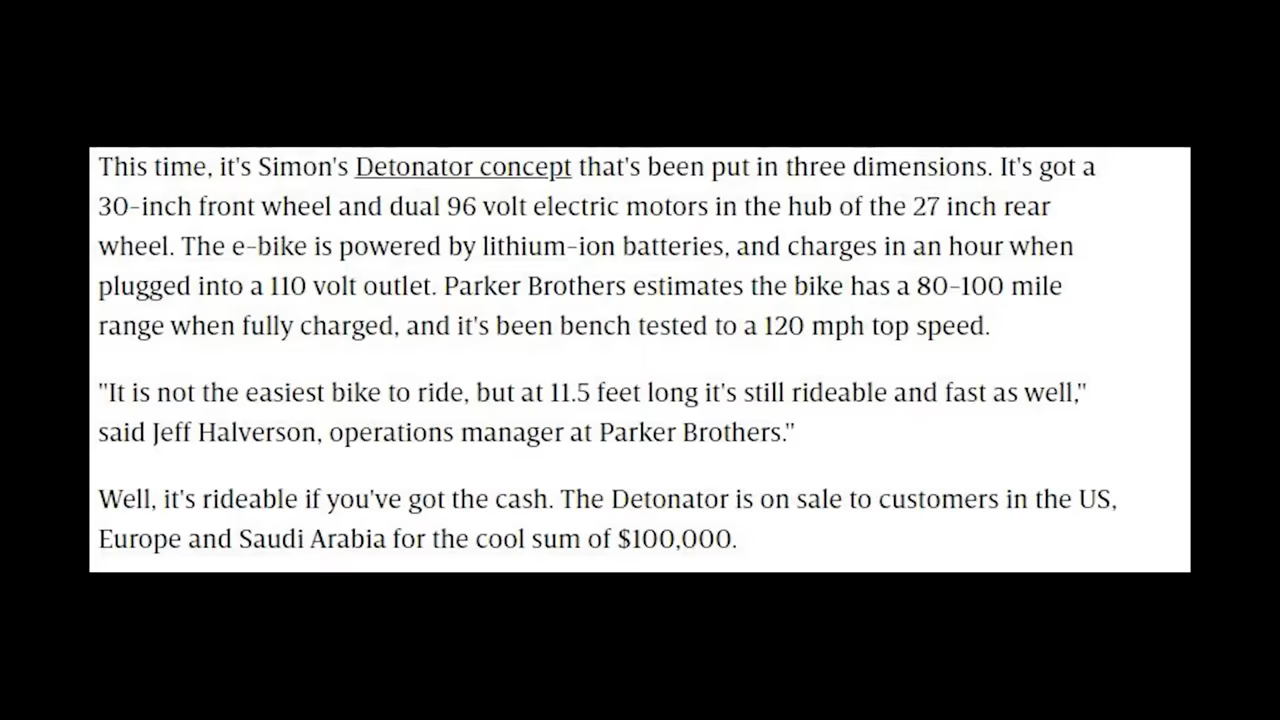 This time, it's Simon's Detonator concept that's been put in three dimensions. It's got a
30-inch front wheel and dual 96 volt electric motors in the hub of the 27 inch rear
wheel. The e-bike is powered by lithium-ion batteries, and charges in an hour when
plugged into a 110 volt outlet. Parker Brothers estimates the bike has a 80-100 mile
range when fully charged, and it's been bench tested to a 120 mph top speed.
"It is not the easiest bike to ride, but at 11.5 feet long it's still rideable and fast as well,"
said Jeff Halverson, operations manager at Parker Brothers."
Well, it's rideable if you've got the cash. The Detonator is on sale to customers in the US,
Europe and Saudi Arabia for the cool sum of $100,000.